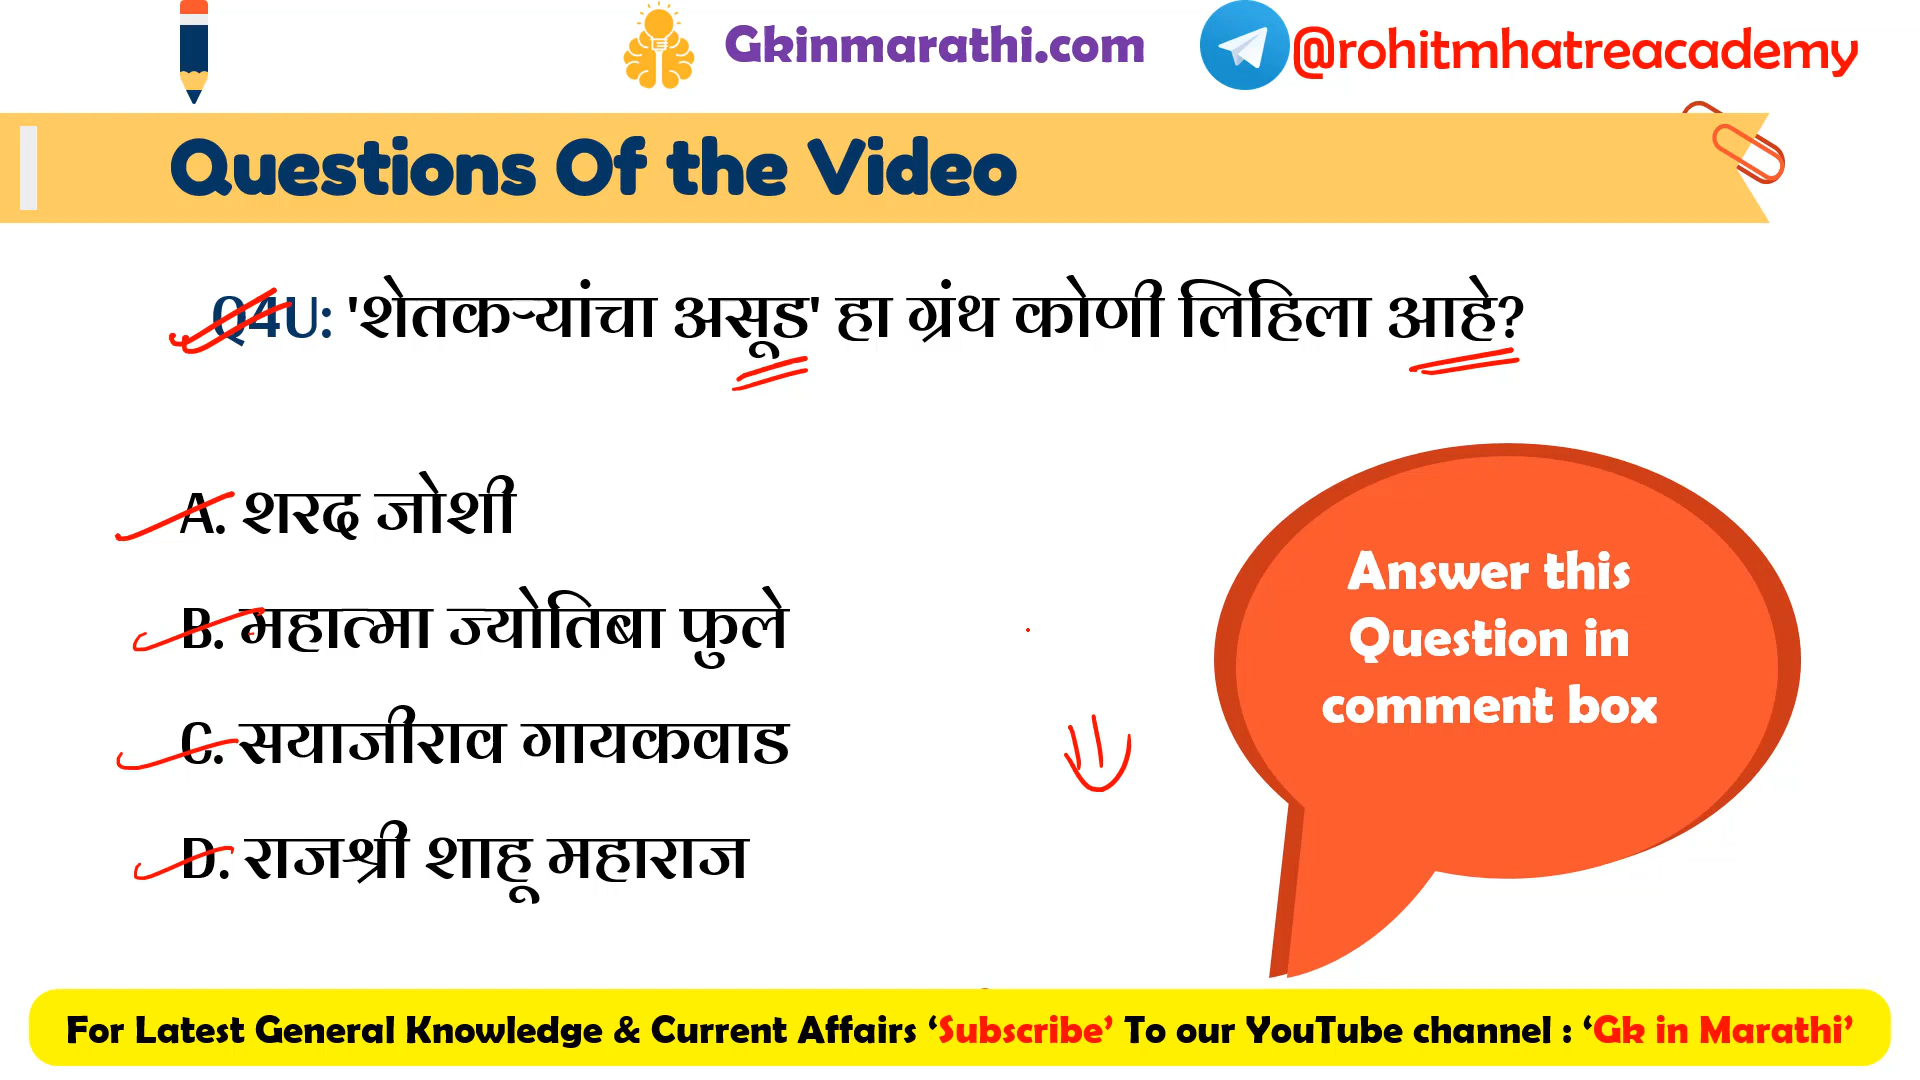 Gkinmarathi.com
@rohitmhatreacademy
Questions Of the Video
Q4U: 'शेतकऱ्यांचा असूड' हा ग्रंथ कोणी लिहिला आहे?
A. शरद जोशी
B. महात्मा ज्योतिबा फुले
C. सयाजीराव गायकवाड
D. राजश्री शाहू महाराज
Answer this
Question in
comment box
For Latest General Knowledge & Current Affairs ‘Subscribe’ To our YouTube channel : ‘Gk in Marathi’